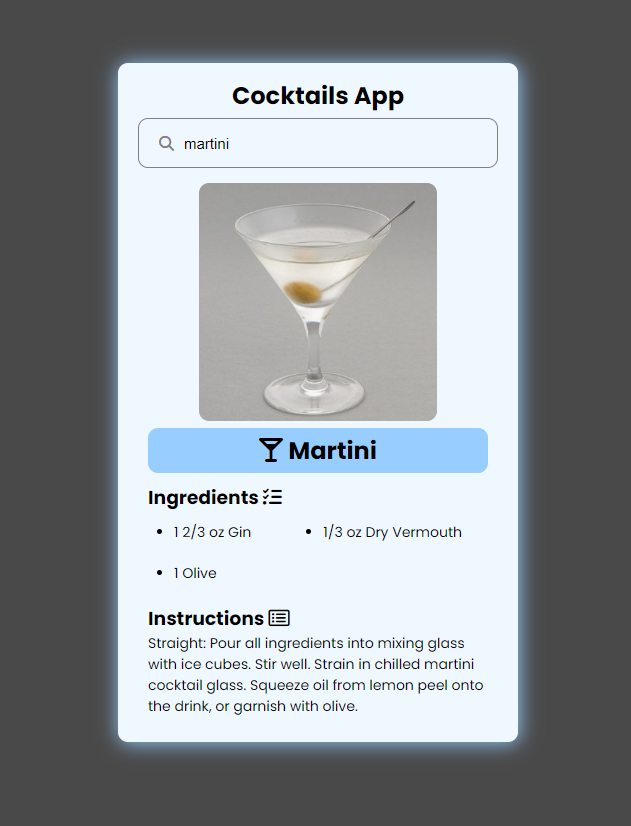 Cocktails App
martini
Martini
Ingredients
1 2/3 oz Gin
1/3 oz Dry Vermouth
1 Olive
Instructions
Straight: Pour all ingredients into mixing glass
with ice cubes. Stir well. Strain in chilled martini
cocktail glass. Squeeze oil from lemon peel onto
the drink, or garnish with olive.